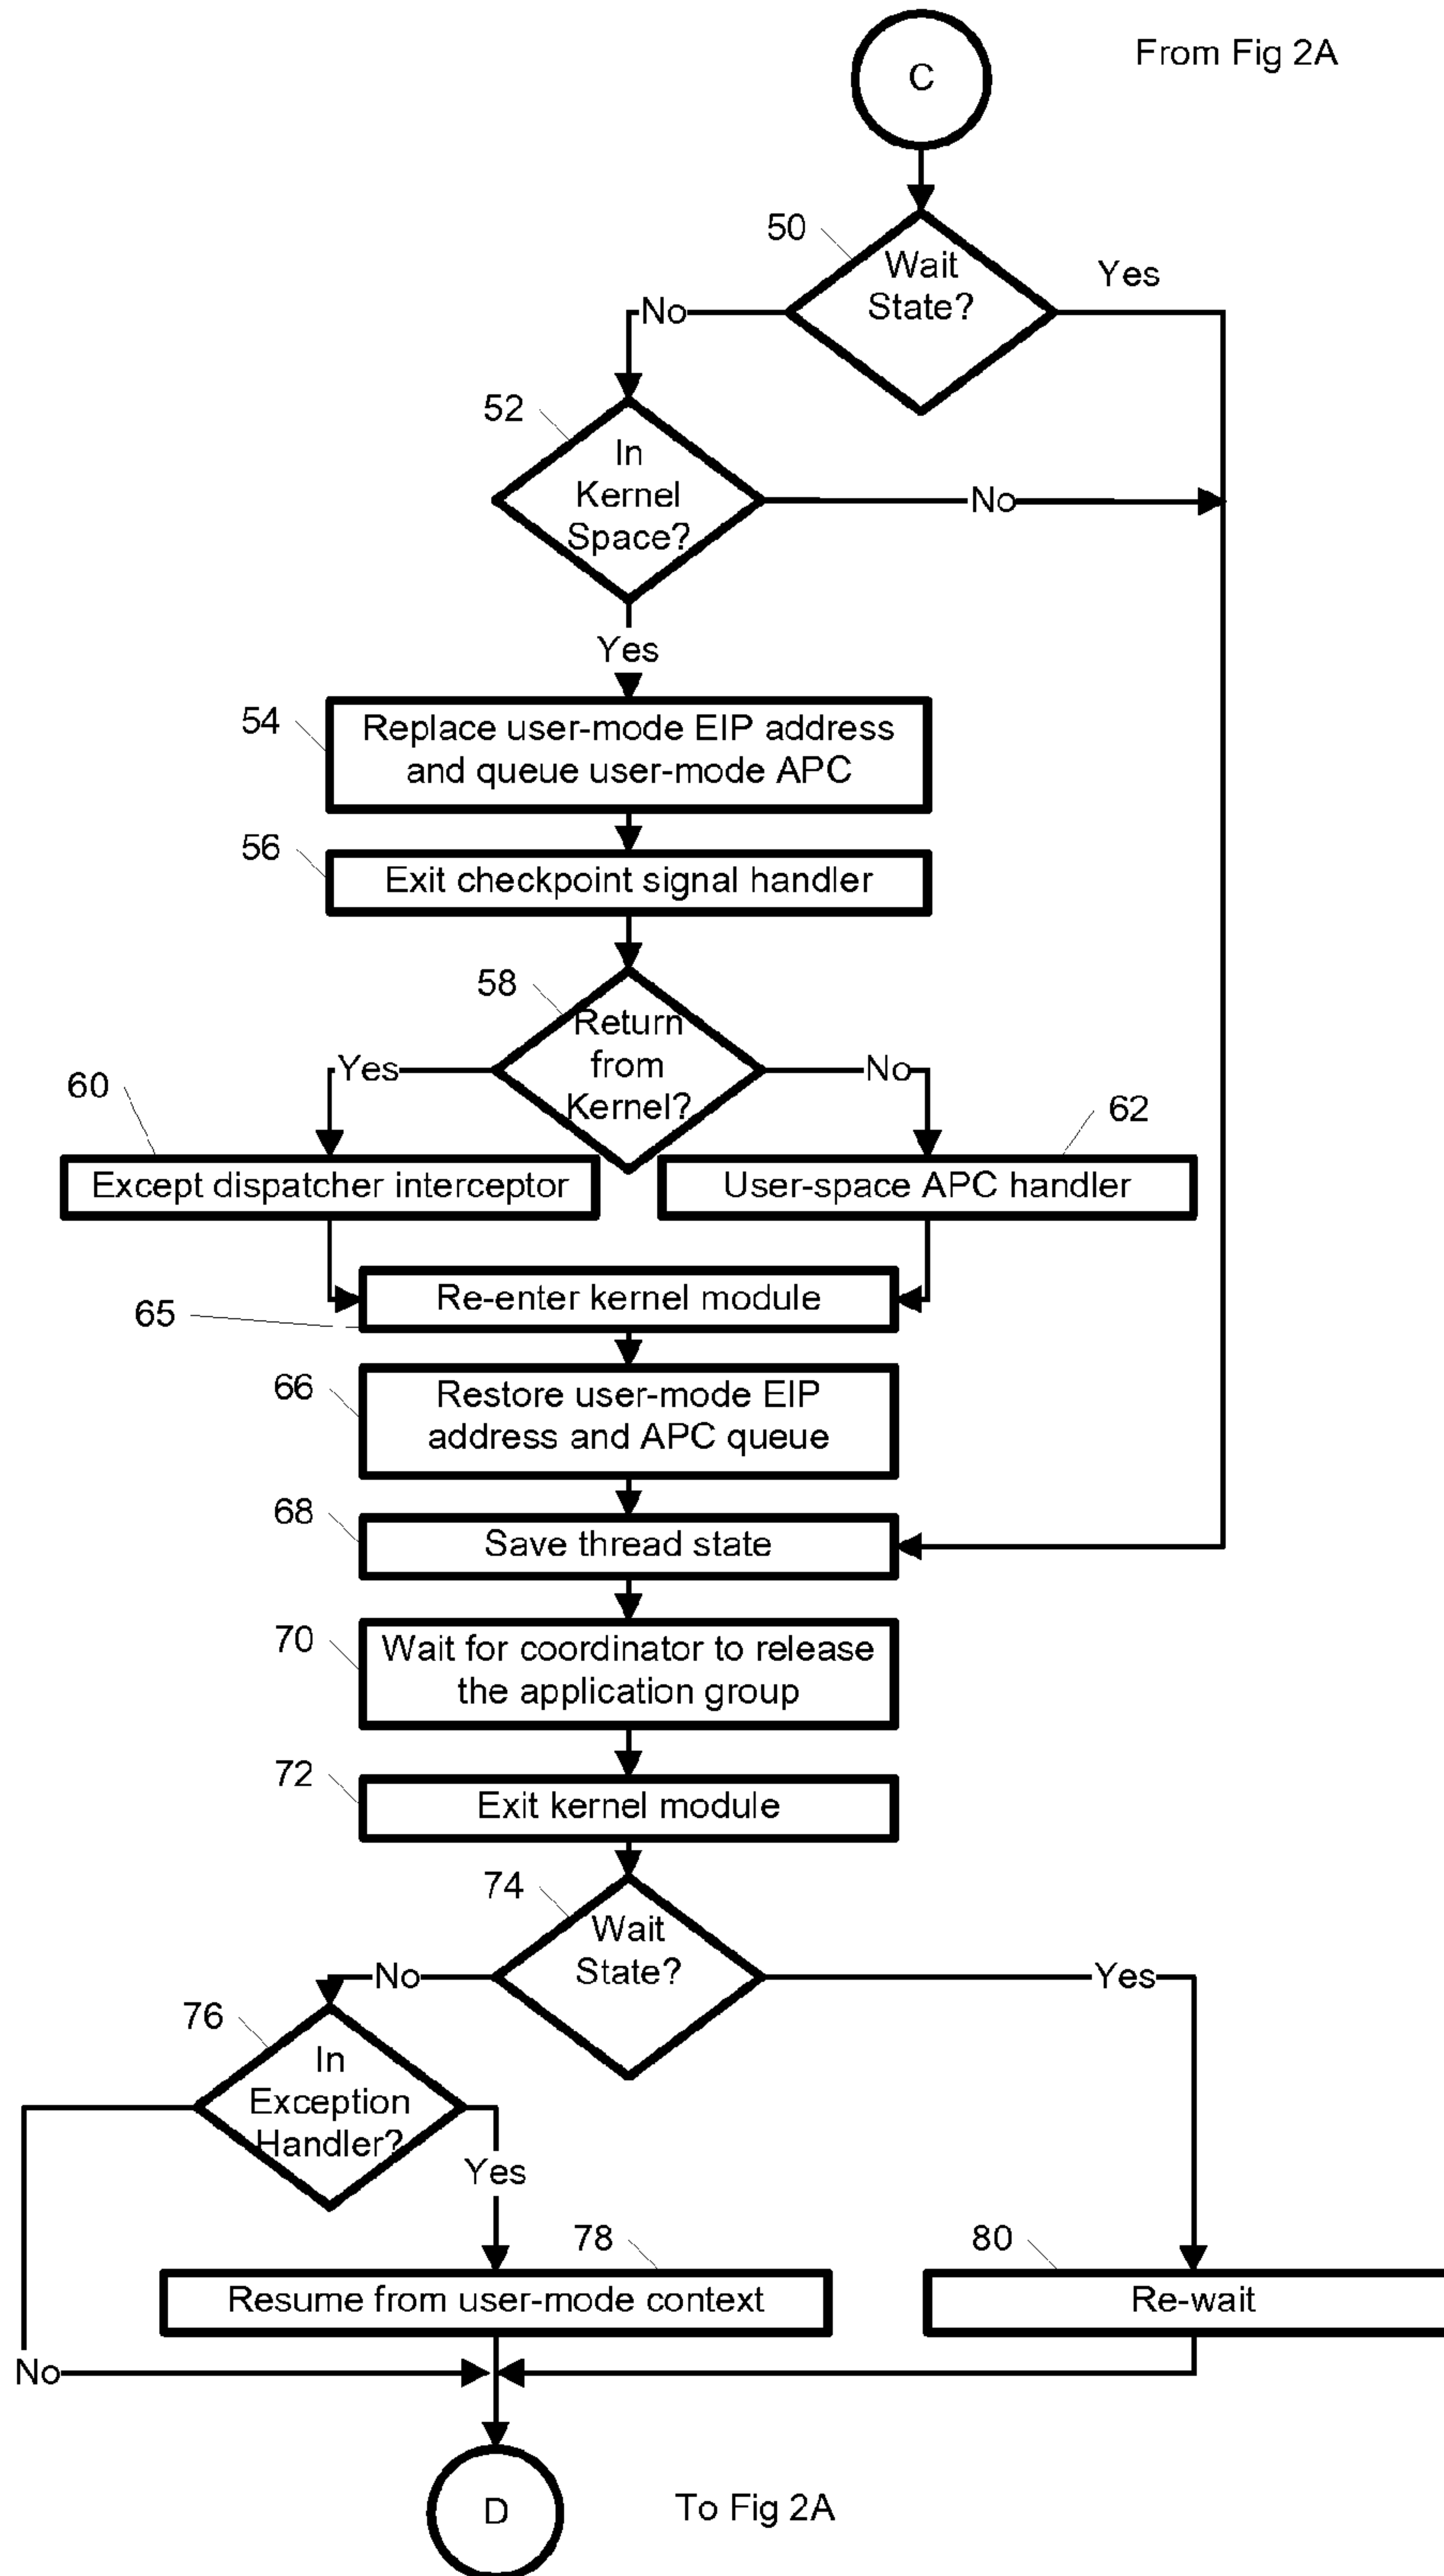 C
From Fig 2A
50
Wait
State?
Yes
No
52
In
Kernel
Space?
No
Yes
54
Replace user-mode EIP address
and queue user-mode APC
56
Exit checkpoint signal handler
58
Return
from
Kernel?
Yes
No
60
62
Except dispatcher interceptor
User-space APC handler
65
Re-enter kernel module
66
Restore user-mode EIP
address and APC queue
68
Save thread state
70
Wait for coordinator to release
the application group
72
Exit kernel module
74
Wait
State?
No
Yes
76
In
Exception
Handler?
Yes
78
80
Resume from user-mode context
Re-wait
No
D
To Fig 2A